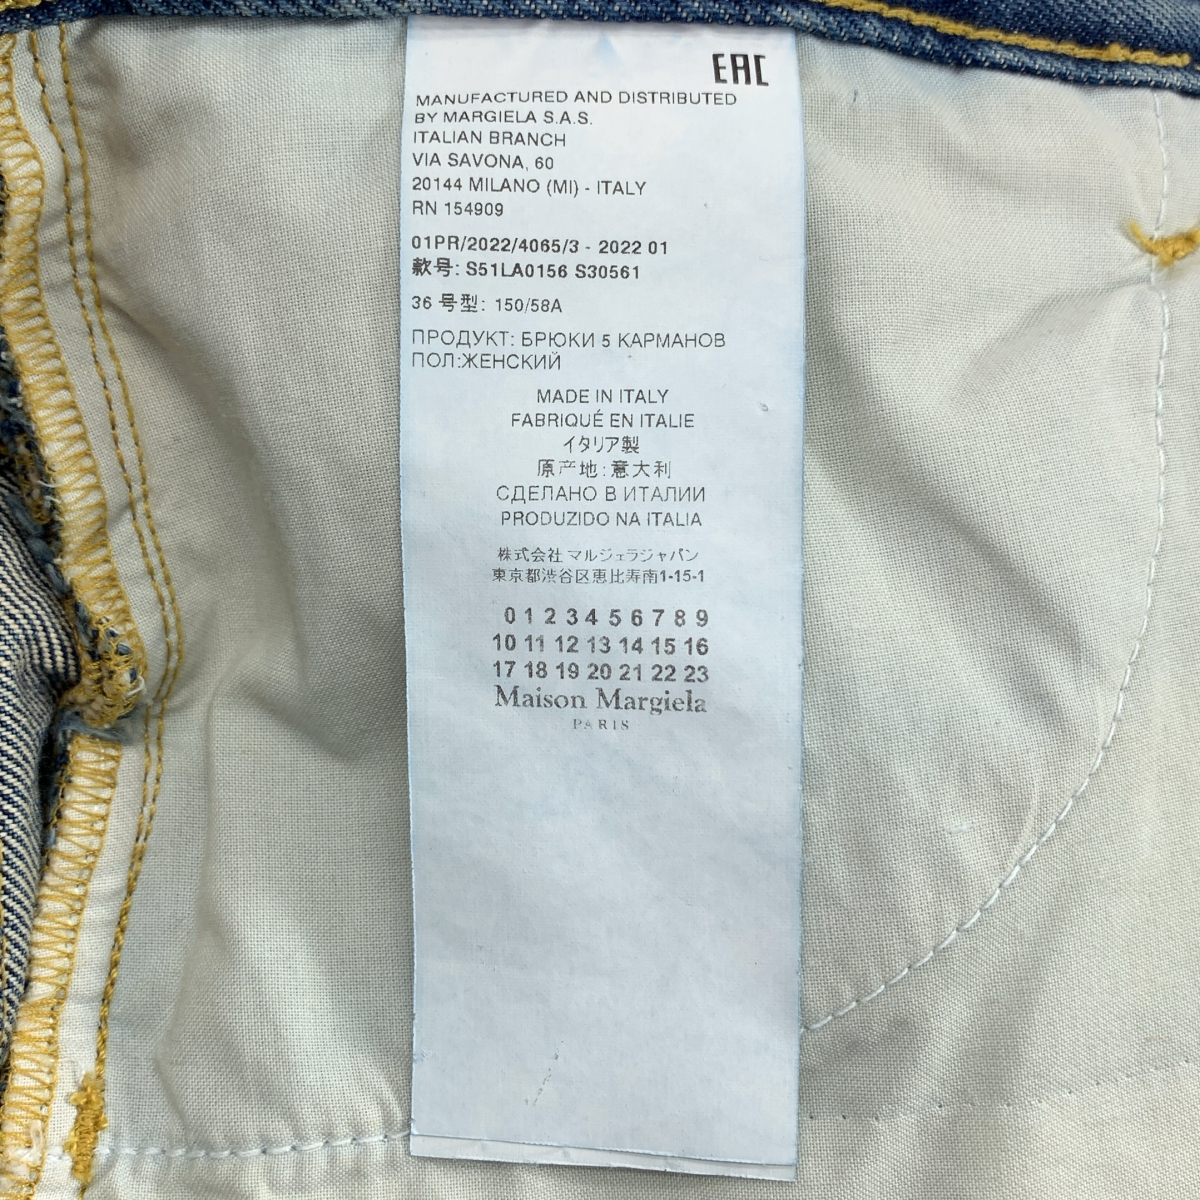 EAC
MANUFACTURED AND DISTRIBUTED
BY MARGIELA S.A.S.
ITALIAN BRANCH
VIA SAVONA, 60
20144 MILANO (MI) - ITALY
RN 154909
01PR/2022/4065/3 - 2022 01
款号: S51LA0156 S30561
36 号型: 150/58A
ПРОДУКТ: БРЮКИ 5 КАРМАНОВ
ПОЛ:ЖЕНСКИЙ
MADE IN ITALY
FABRIQUÉ EN ITALIE
イタリア製
原产地: 意大利
СДЕЛАНО В ИТАЛИИ
PRODUZIDO NA ITALIA
株式会社 マルジェラジャパン
東京都渋谷区恵比寿南1-15-1
0 1 2 3 4 5 6 7 8 9
10 11 12 13 14 15 16
17 18 19 20 21 22 23
Maison Margiela
PARIS